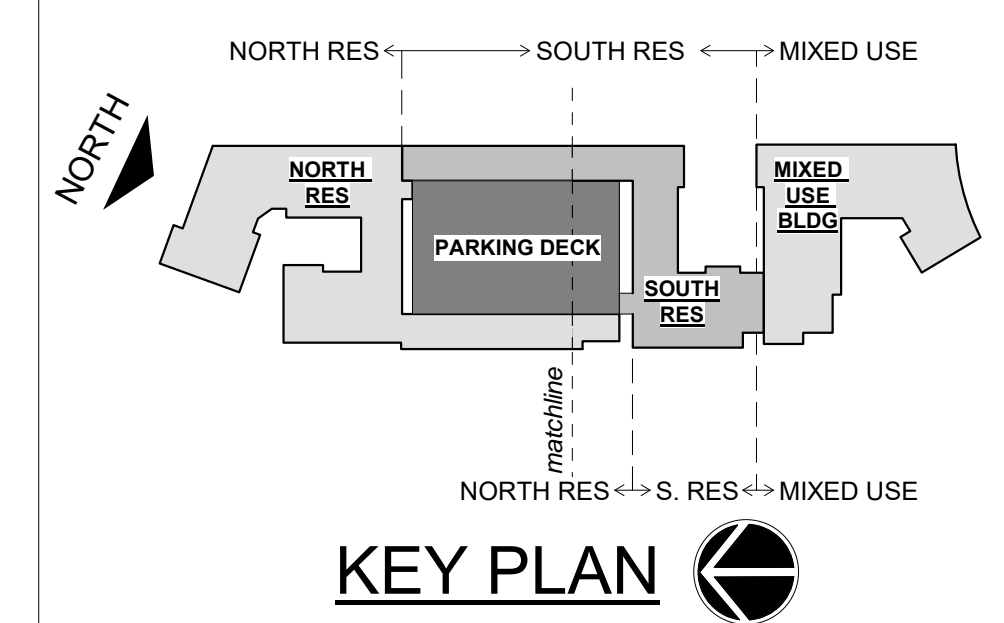 NORTH RES
SOUTH RES
MIXED USE
NORTH
NORTH
RES
MIXED
USE
BLDG
PARKING DECK
SOUTH
RES
matchline
NORTH RES
S. RES
MIXED USE
KEY PLAN